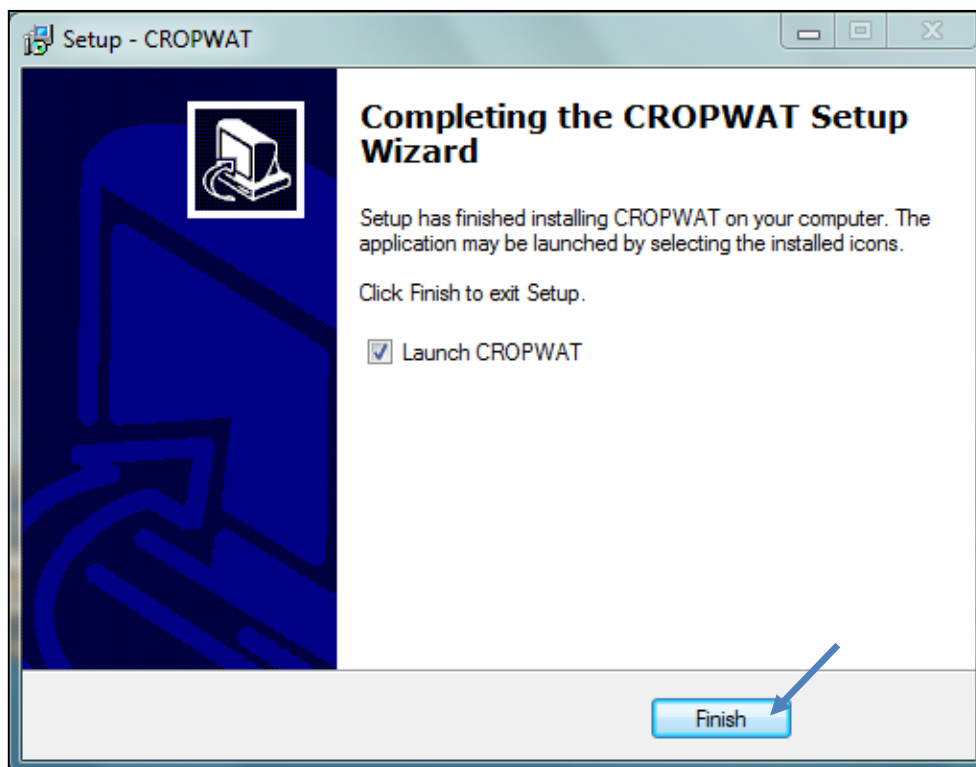 Setup - CROPWAT
Completing the CROPWAT Setup
Wizard
Setup has finished installing CROPWAT on your computer. The
application may be launched by selecting the installed icons.
Click Finish to exit Setup.
Launch CROPWAT
Finish